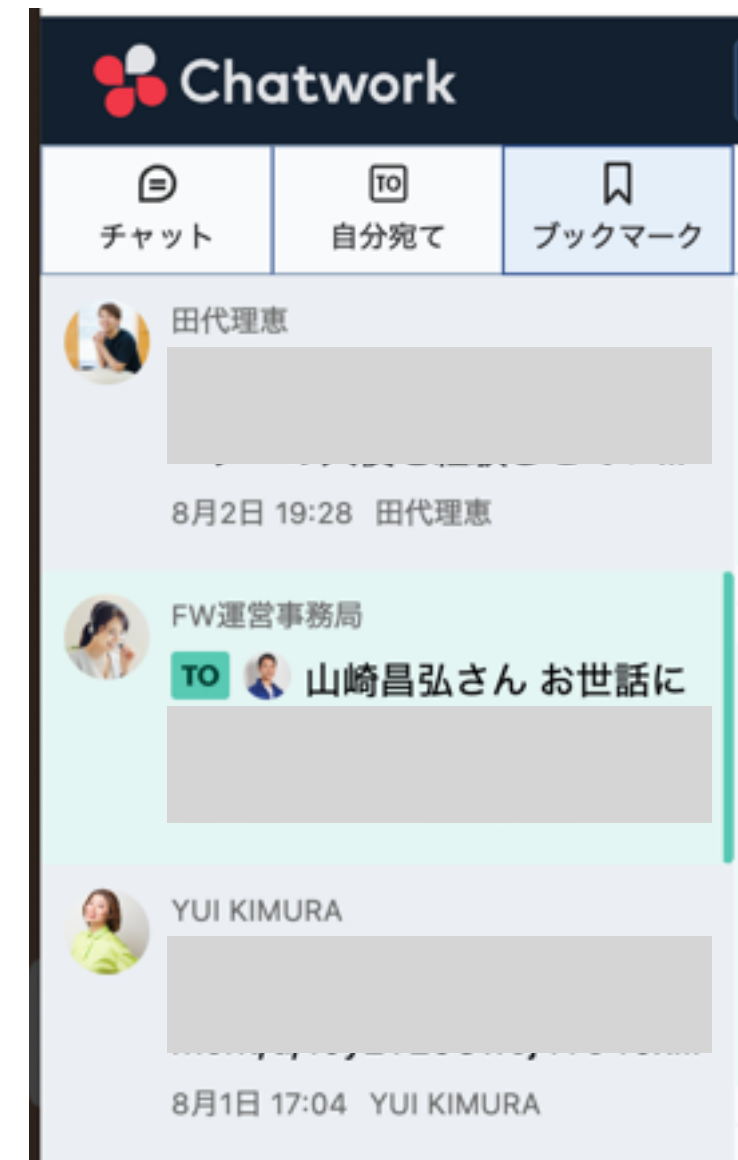 Chatwork
チャット
自分宛て
ブックマーク
田代理恵
8月2日 19:28 田代理恵
FW運営事務局
TO 山崎昌弘さん お世話に
YUI KIMURA
8月1日 17:04 YUI KIMURA